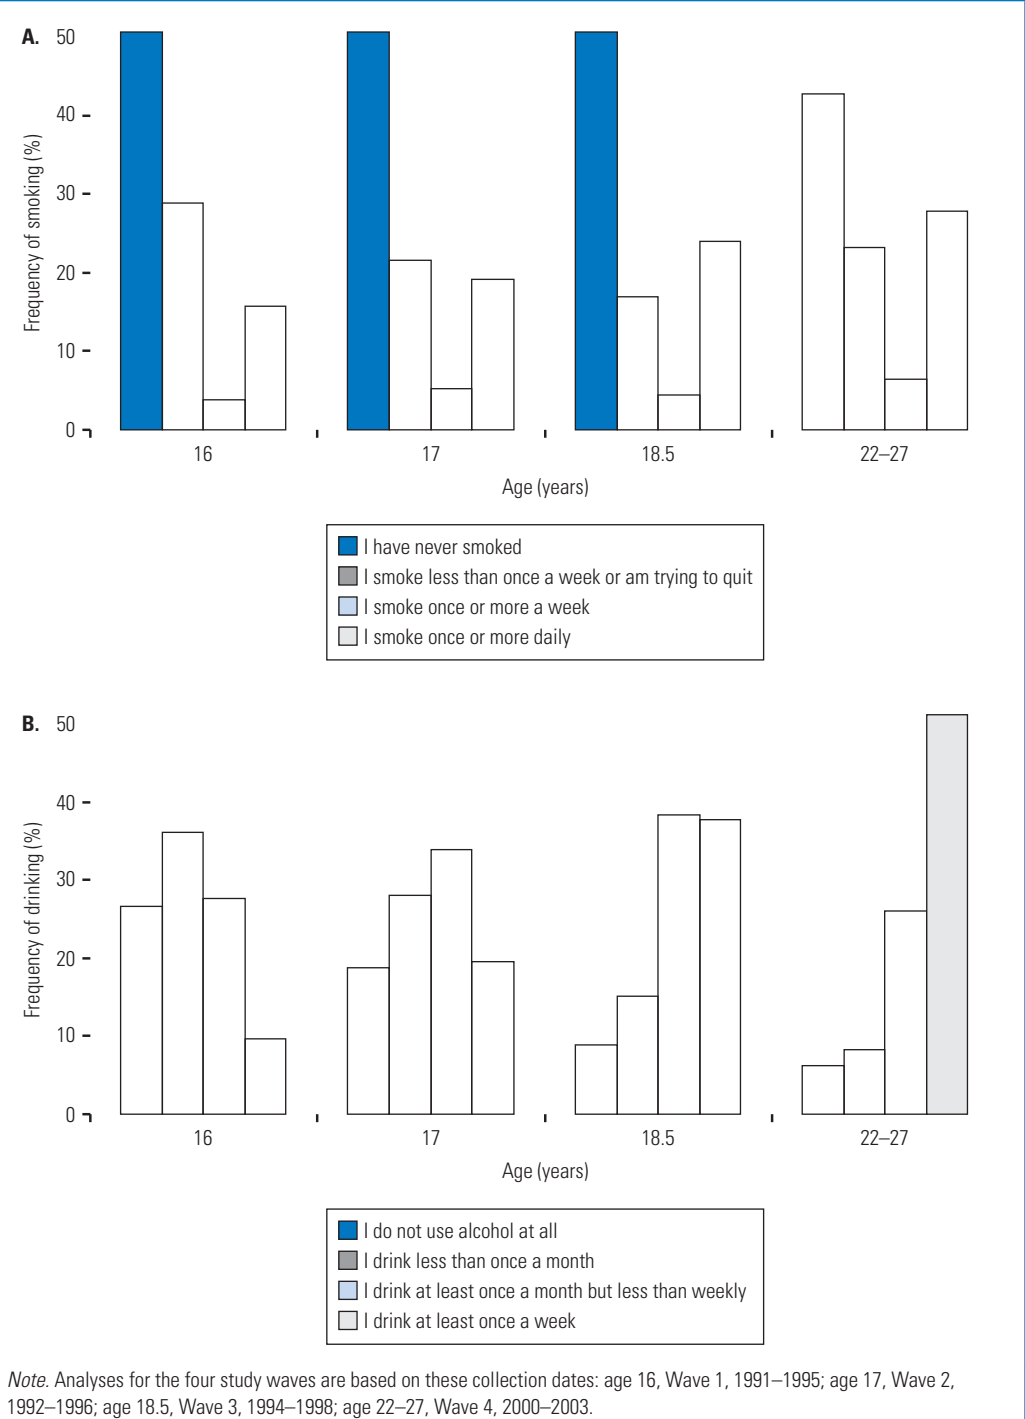 A.
50
40
30
20
10
0
Frequency of smoking (%)
16 17 18.5 22–27
Age (years)
I have never smoked
I smoke less than once a week or am trying to quit
I smoke once or more a week
I smoke once or more daily
B.
50
40
30
20
10
0
Frequency of drinking (%)
16 17 18.5 22–27
Age (years)
I do not use alcohol at all
I drink less than once a month
I drink at least once a month but less than weekly
I drink at least once a week
Note. Analyses for the four study waves are based on these collection dates: age 16, Wave 1, 1991–1995; age 17, Wave 2,
1992–1996; age 18.5, Wave 3, 1994–1998; age 22–27, Wave 4, 2000–2003.